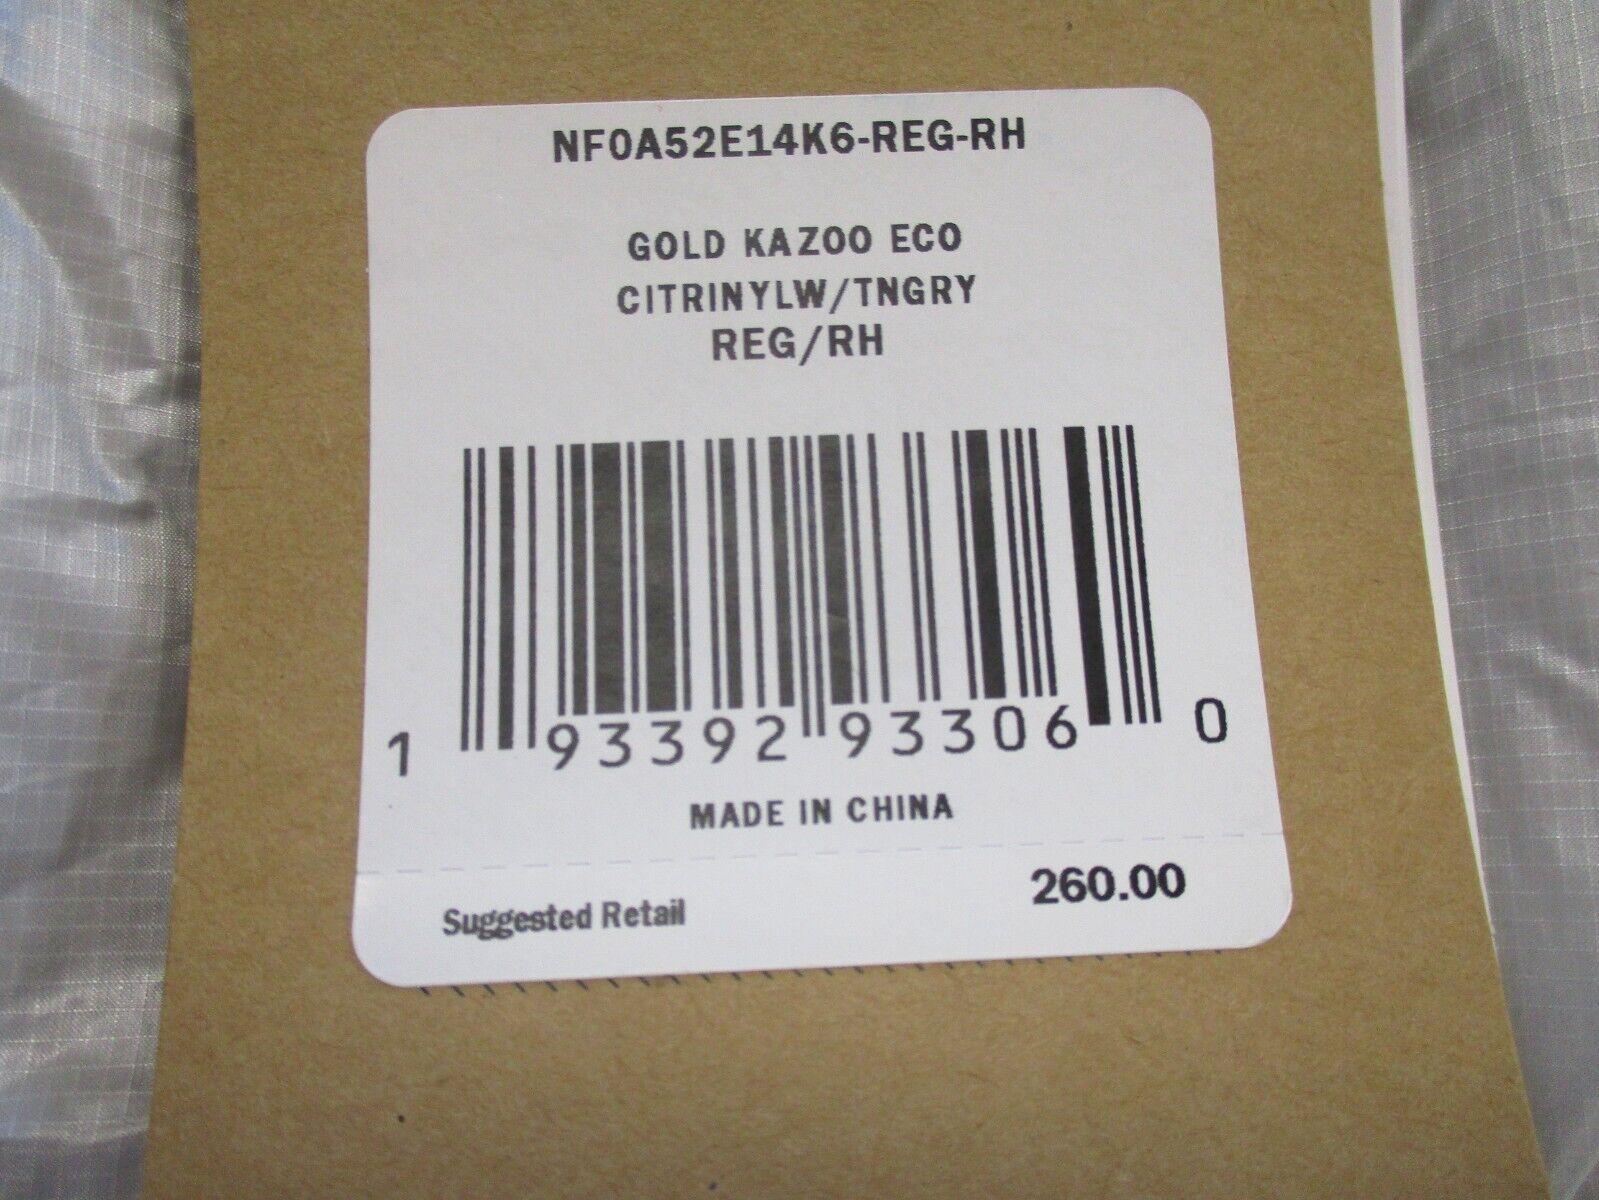 NF0A52E14K6-REG-RH
GOLD KAZOO ECO
CITRINYLW/TNGRY
REG/RH
1 93392 93306 0
MADE IN CHINA
Suggested Retail 260.00